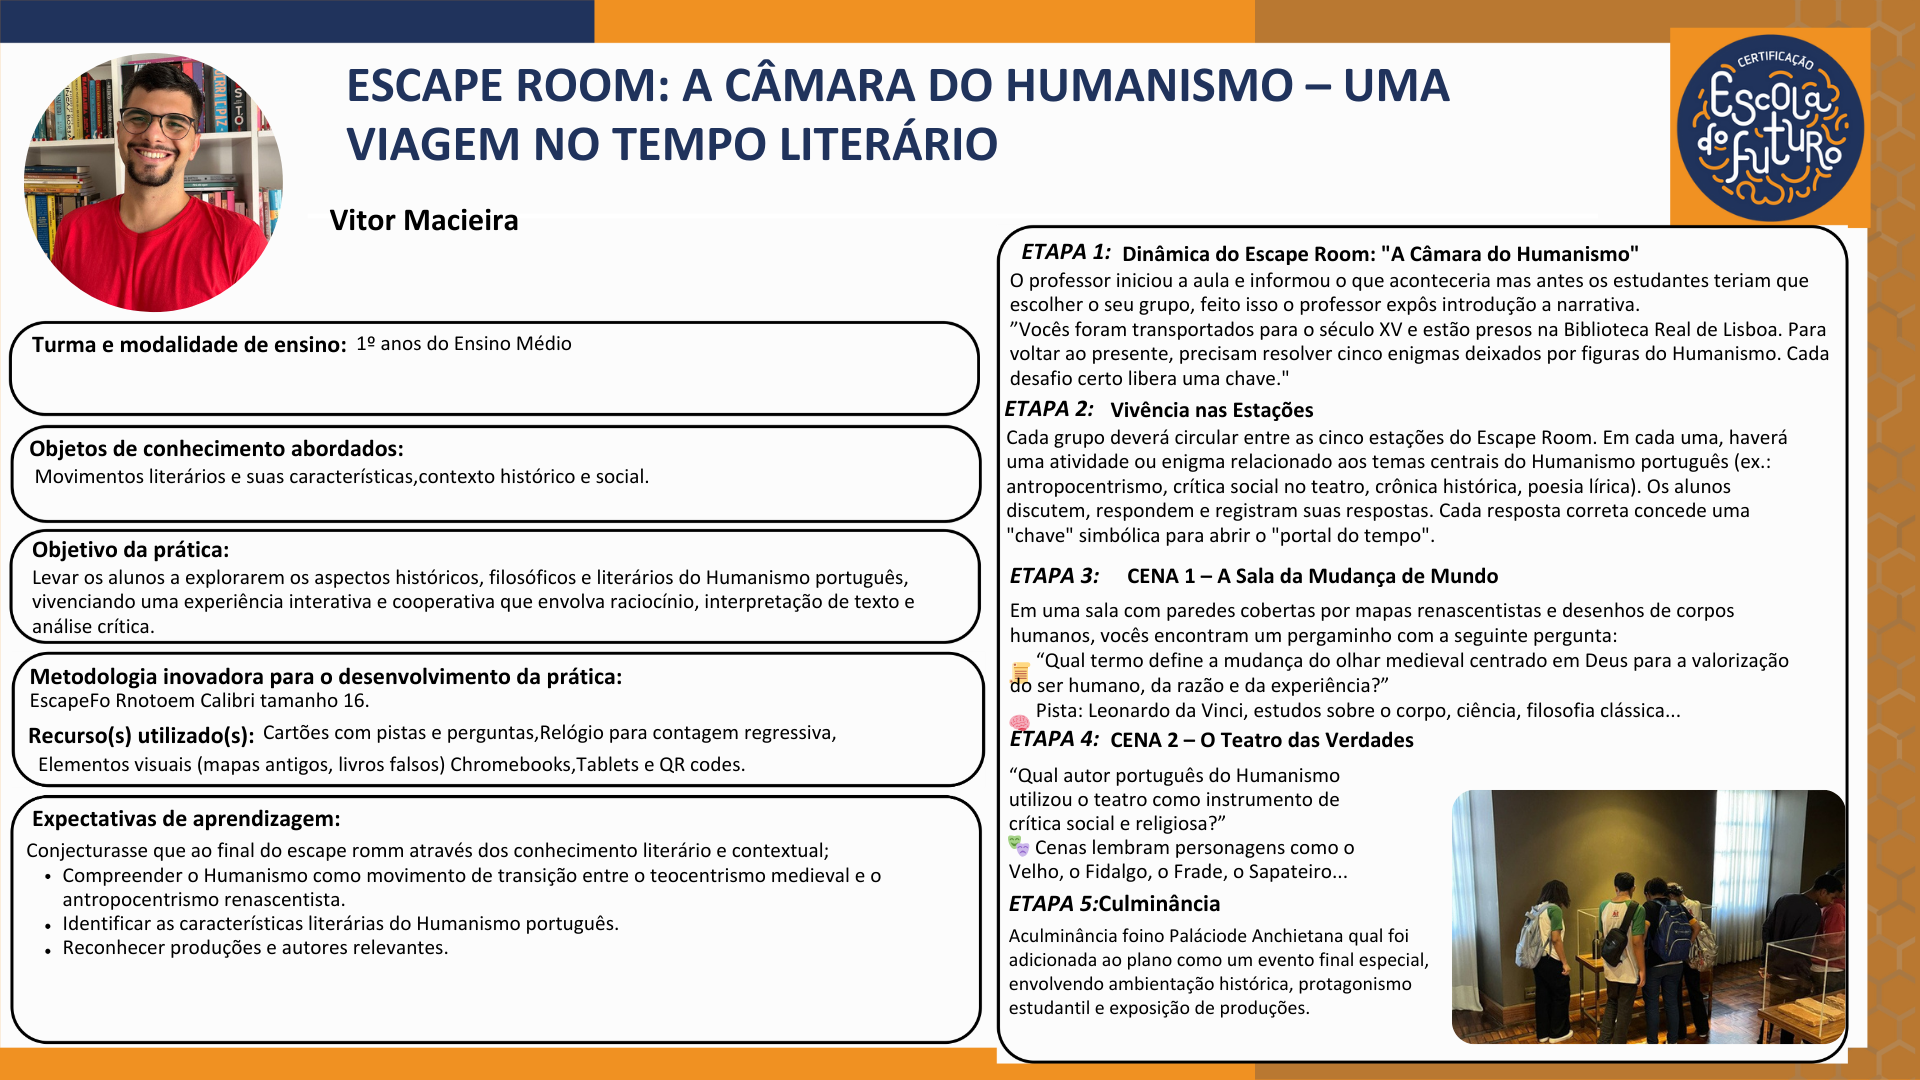 ESCAPE ROOM: A CÂMARA DO HUMANISMO – UMA
VIAGEM NO TEMPO LITERÁRIO
CERTIFICAÇÃO
Escola
do
futuro
Vitor Macieira
Turma e modalidade de ensino: 1º anos do Ensino Médio
Objetos de conhecimento abordados:
Movimentos literários e suas características,contexto histórico e social.
Objetivo da prática:
Levar os alunos a explorarem os aspectos históricos, filosóficos e literários do Humanismo português,
vivenciando uma experiência interativa e cooperativa que envolva raciocínio, interpretação de texto e
análise crítica.
Metodologia inovadora para o desenvolvimento da prática:
EscapeFo Rnotoem Calibri tamanho 16.
Recurso(s) utilizado(s): Cartões com pistas e perguntas,Relógio para contagem regressiva,
Elementos visuais (mapas antigos, livros falsos) Chromebooks,Tablets e QR codes.
Expectativas de aprendizagem:
Conjecturasse que ao final do escape romm através dos conhecimento literário e contextual;
• Compreender o Humanismo como movimento de transição entre o teocentrismo medieval e o
antropocentrismo renascentista.
• Identificar as características literárias do Humanismo português.
• Reconhecer produções e autores relevantes.
ETAPA 1: Dinâmica do Escape Room: "A Câmara do Humanismo"
O professor iniciou a aula e informou o que aconteceria mas antes os estudantes teriam que
escolher o seu grupo, feito isso o professor expôs introdução a narrativa.
”Vocês foram transportados para o século XV e estão presos na Biblioteca Real de Lisboa. Para
voltar ao presente, precisam resolver cinco enigmas deixados por figuras do Humanismo. Cada
desafio certo libera uma chave."
ETAPA 2: Vivência nas Estações
Cada grupo deverá circular entre as cinco estações do Escape Room. Em cada uma, haverá
uma atividade ou enigma relacionado aos temas centrais do Humanismo português (ex.:
antropocentrismo, crítica social no teatro, crônica histórica, poesia lírica). Os alunos
discutem, respondem e registram suas respostas. Cada resposta correta concede uma
"chave" simbólica para abrir o "portal do tempo".
ETAPA 3: CENA 1 – A Sala da Mudança de Mundo
Em uma sala com paredes cobertas por mapas renascentistas e desenhos de corpos
humanos, vocês encontram um pergaminho com a seguinte pergunta:
“Qual termo define a mudança do olhar medieval centrado em Deus para a valorização
do ser humano, da razão e da experiência?”
Pista: Leonardo da Vinci, estudos sobre o corpo, ciência, filosofia clássica...
ETAPA 4: CENA 2 – O Teatro das Verdades
“Qual autor português do Humanismo
utilizou o teatro como instrumento de
crítica social e religiosa?”
Cenas lembram personagens como o
Velho, o Fidalgo, o Frade, o Sapateiro...
ETAPA 5:Culminância
Aculminância foino Paláciode Anchietana qual foi
adicionada ao plano como um evento final especial,
envolvendo ambientação histórica, protagonismo
estudantil e exposição de produções.